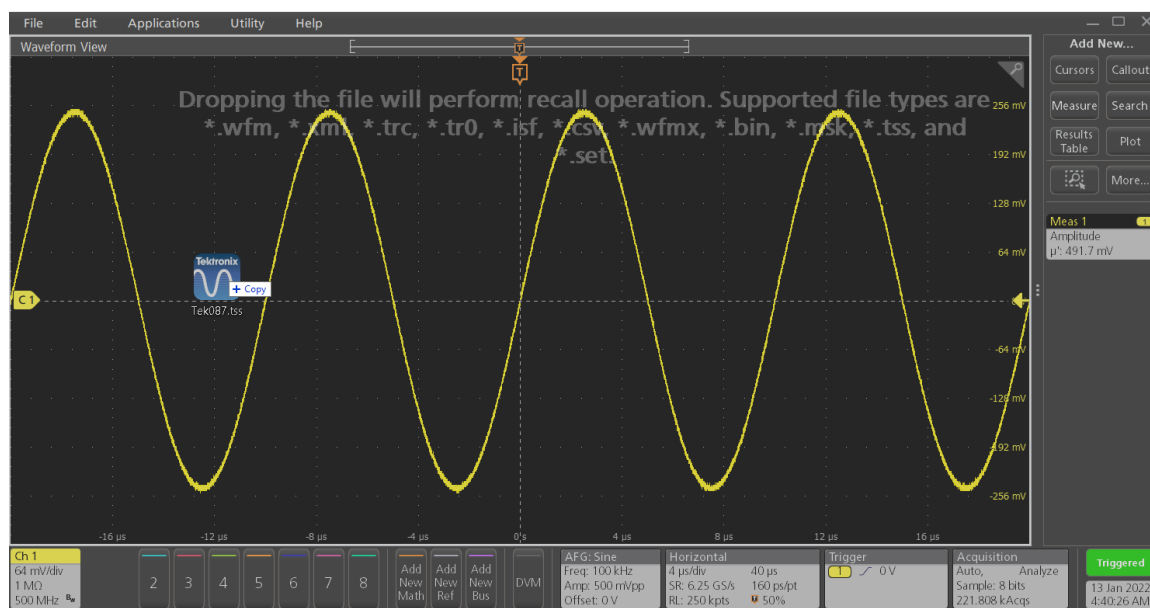 File Edit Applications Utility Help
Waveform View
Add New...
T
T
Cursors Callout
Measure Search
Results Table Plot
More...
Dropping the file will perform recall operation. Supported file types are
*.wfm, *.xml, *.trc, *.tr0, *.isf, *.csv, *.wfmx, *.bin, *.msk, *.tss, and
*.set.
256 mV
192 mV
128 mV
64 mV
-64 mV
-128 mV
-192 mV
-256 mV
Meas 1 1
Amplitude
µ': 491.7 mV
Tektronix
+ Copy
Tek087.tss
C 1
-16 µs -12 µs -8 µs -4 µs 0 s 4 µs 8 µs 12 µs 16 µs
Ch 1
64 mV/div
1 MΩ
500 MHz Bw
2 3 4 5 6 7 8
Add New Math
Add New Ref
Add New Bus
DVM
AFG: Sine
Freq: 100 kHz
Amp: 500 mVpp
Offset: 0 V
Horizontal
4 µs/div 40 µs
SR: 6.25 GS/s 160 ps/pt
RL: 250 kpts 50%
Trigger
1 0 V
Acquisition
Auto, Analyze
Sample: 8 bits
221.808 kAcqs
Triggered
13 Jan 2022
4:40:26 AM